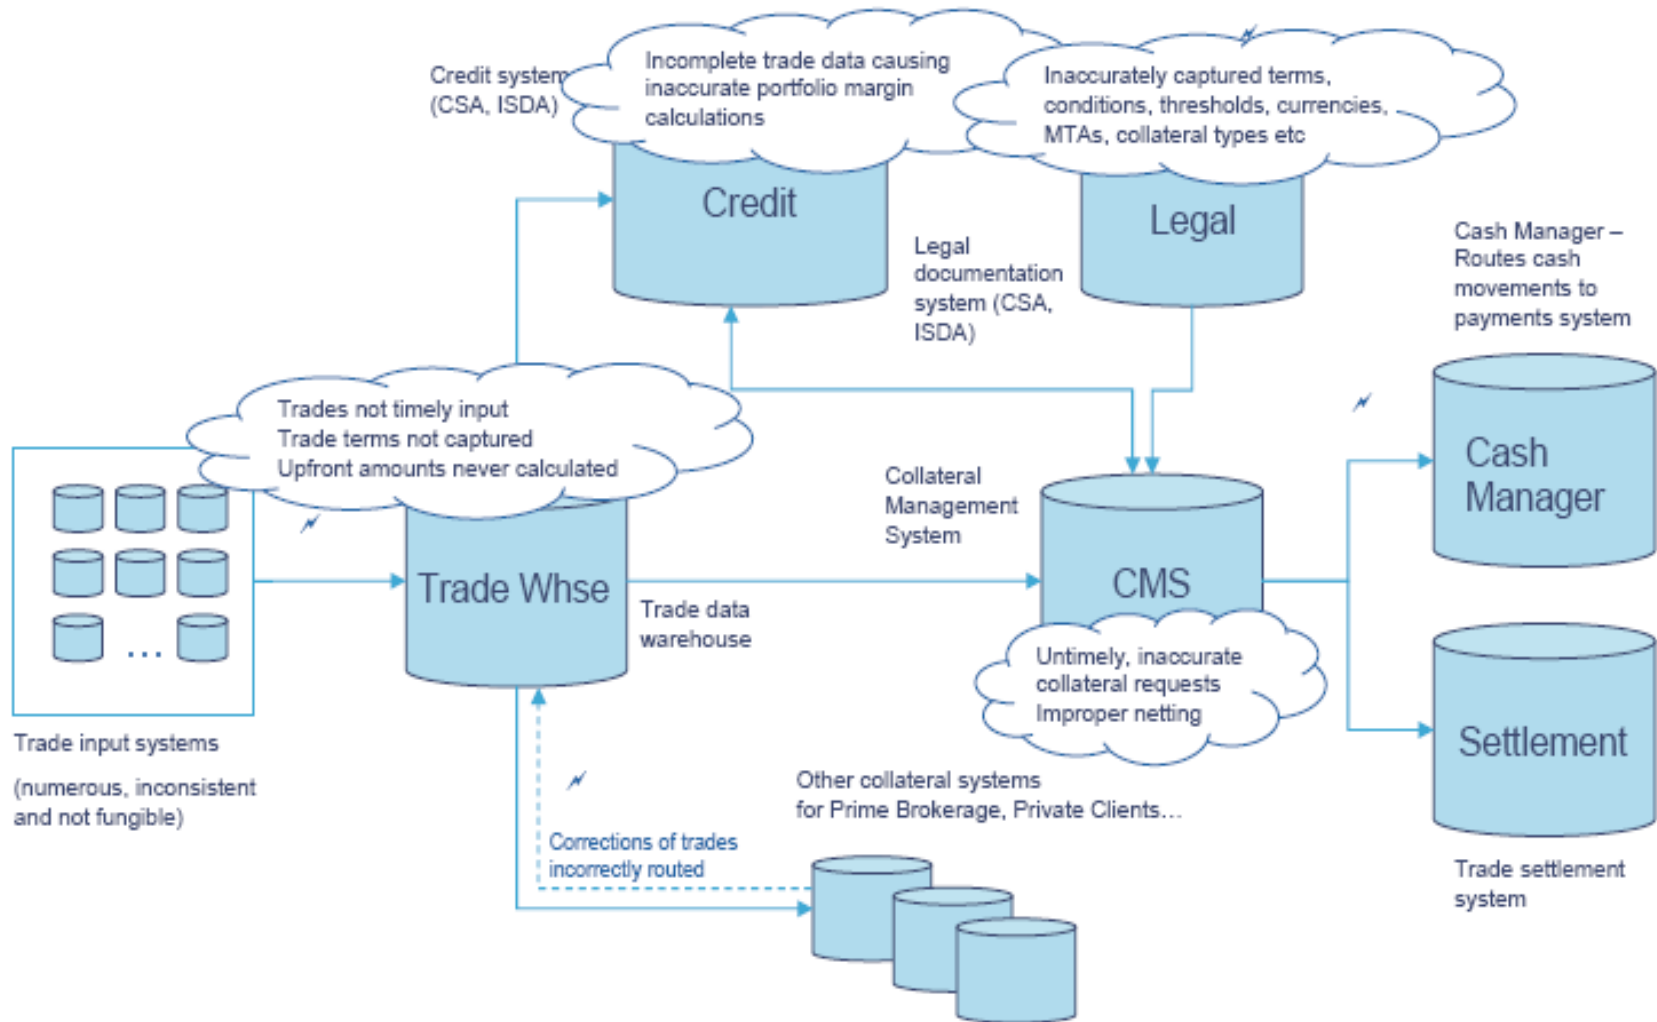 Credit system
(CSA, ISDA)
Incomplete trade data causing
inaccurate portfolio margin
calculations
Inaccurately captured terms,
conditions, thresholds, currencies,
MTAs, collateral types etc
Credit
Legal
Legal
documentation
system (CSA,
ISDA)
Cash Manager –
Routes cash
movements to
payments system
Trades not timely input
Trade terms not captured
Upfront amounts never calculated
Collateral
Management
System
Cash
Manager
...
Trade Whse
CMS
Trade data
warehouse
Untimely, inaccurate
collateral requests
Improper netting
Settlement
Trade input systems
(numerous, inconsistent
and not fungible)
Other collateral systems
for Prime Brokerage, Private Clients...
Corrections of trades
incorrectly routed
Trade settlement
system